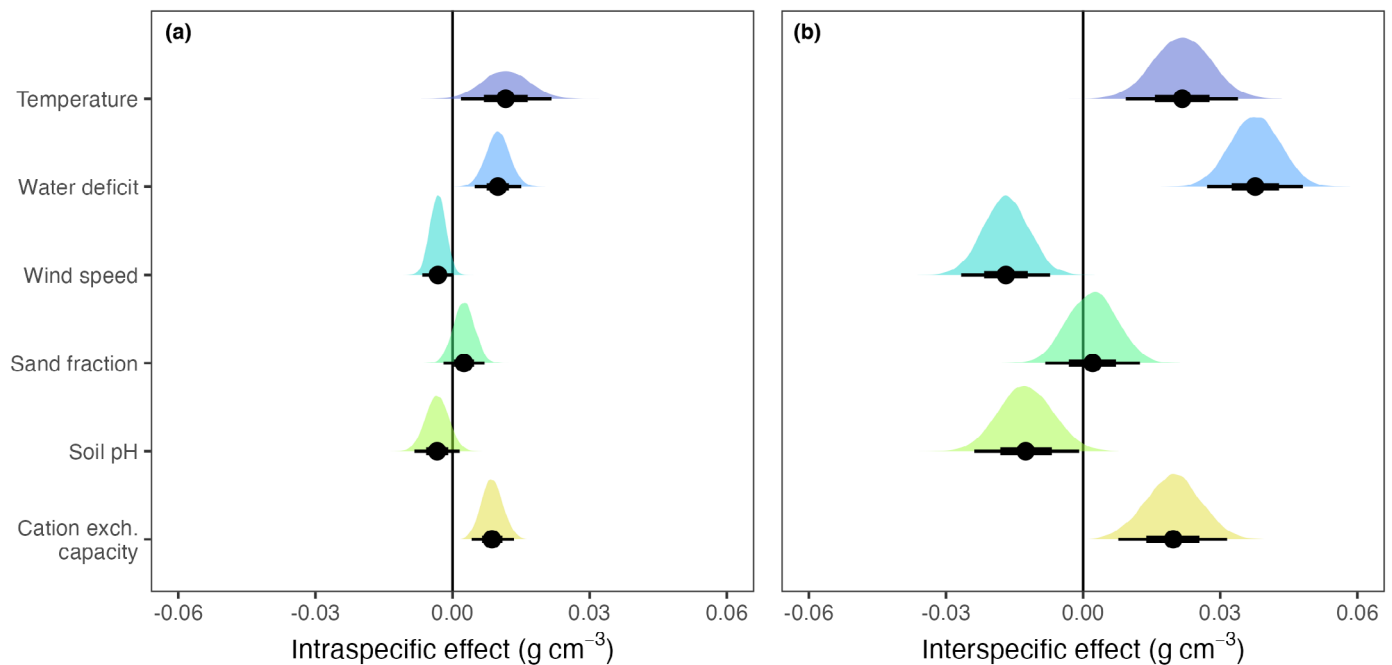 (a)
(b)
Temperature
Water deficit
Wind speed
Sand fraction
Soil pH
Cation exch.
capacity
-0.06 -0.03 0.00 0.03 0.06
-0.06 -0.03 0.00 0.03 0.06
Intraspecific effect (g cm⁻³)
Interspecific effect (g cm⁻³)